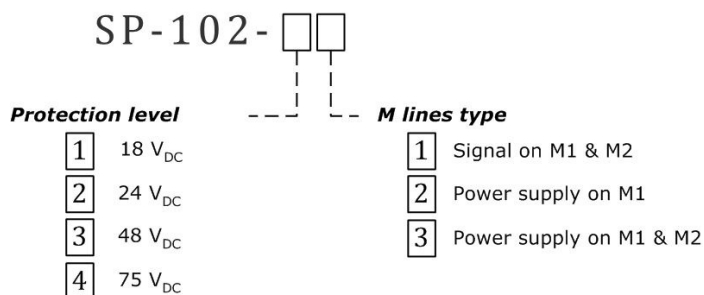 SP-102-
Protection level
1 18 VDC
2 24 VDC
3 48 VDC
4 75 VDC
M lines type
1 Signal on M1 & M2
2 Power supply on M1
3 Power supply on M1 & M2